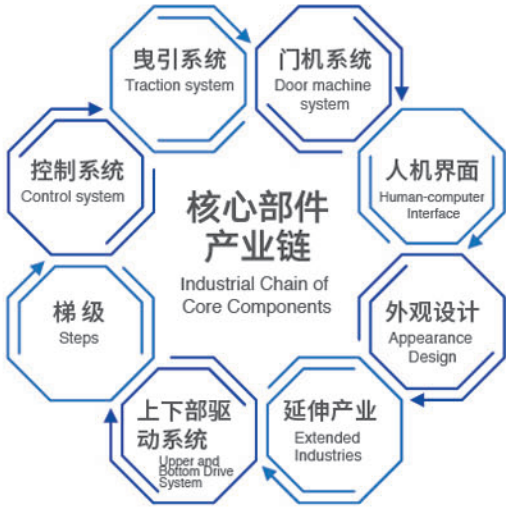 曳引系统
Traction system
门机系统
Door machine
system
人机界面
Human-computer
Interface
外观设计
Appearance
Design
延伸产业
Extended
Industries
上下部驱
动系统
Upper and
Bottom Drive
System
梯级
Steps
控制系统
Control system
核心部件
产业链
Industrial Chain of
Core Components